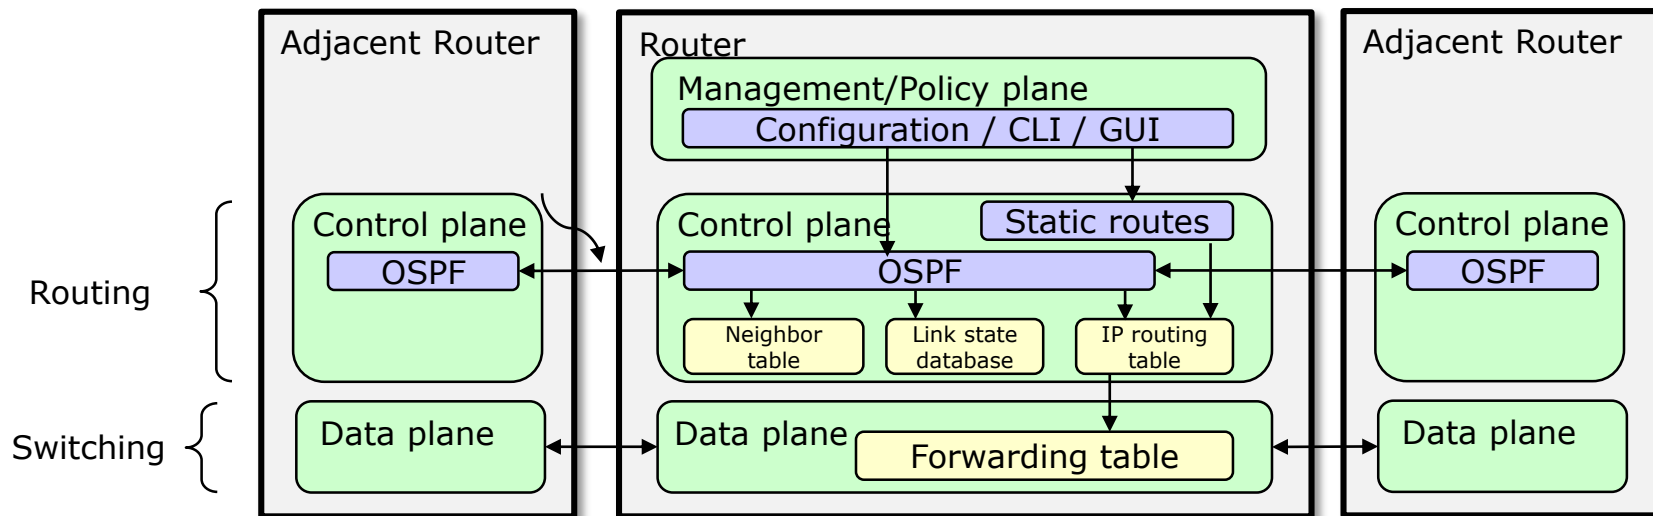 Adjacent Router
Router
Adjacent Router
Management/Policy plane
Configuration / CLI / GUI
Control plane
Control plane
Static routes
Control plane
OSPF
OSPF
OSPF
Routing
Neighbor
table
Link state
database
IP routing
table
Switching
Data plane
Data plane
Forwarding table
Data plane